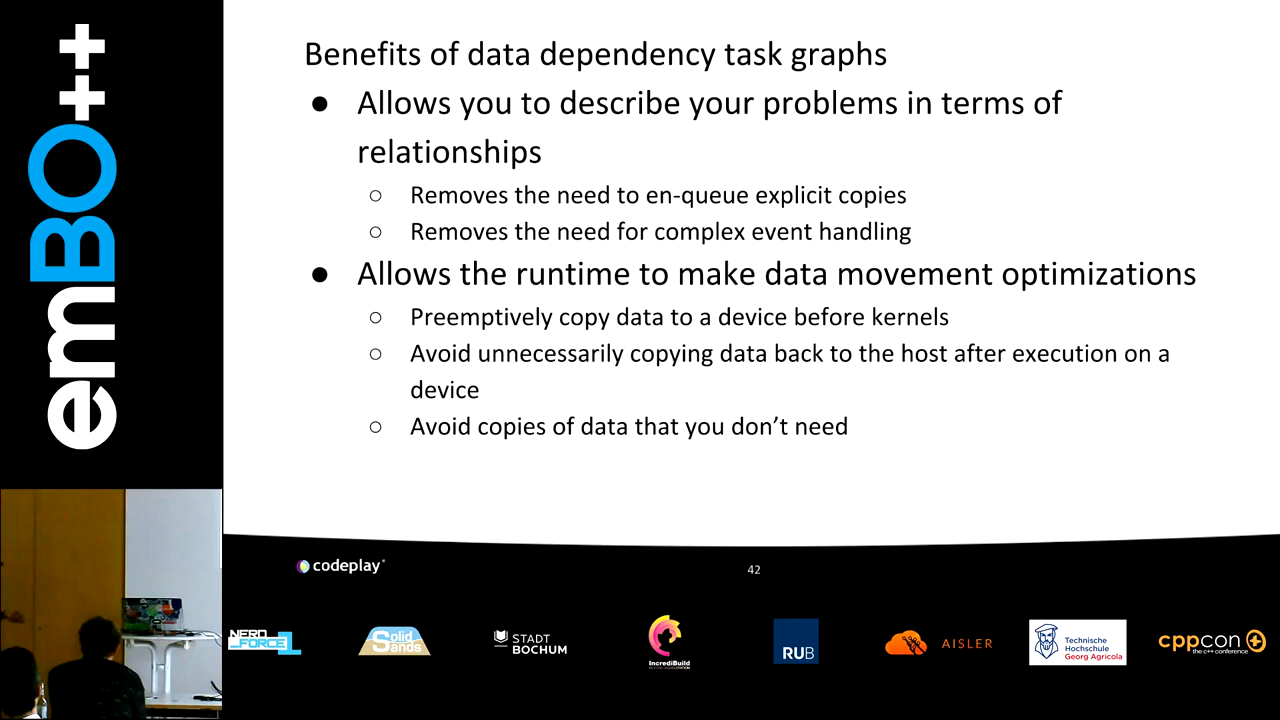 emBO++
Benefits of data dependency task graphs
● Allows you to describe your problems in terms of
relationships
○ Removes the need to en-queue explicit copies
○ Removes the need for complex event handling
● Allows the runtime to make data movement optimizations
○ Preemptively copy data to a device before kernels
○ Avoid unnecessarily copying data back to the host after execution on a
device
○ Avoid copies of data that you don’t need
codeplay
42
NERD
FORCE1
Solid
Sands
STADT
BOCHUM
IncrediBuild
RUB
AISLER
Technische
Hochschule
Georg Agricola
cppcon
the c++ conference